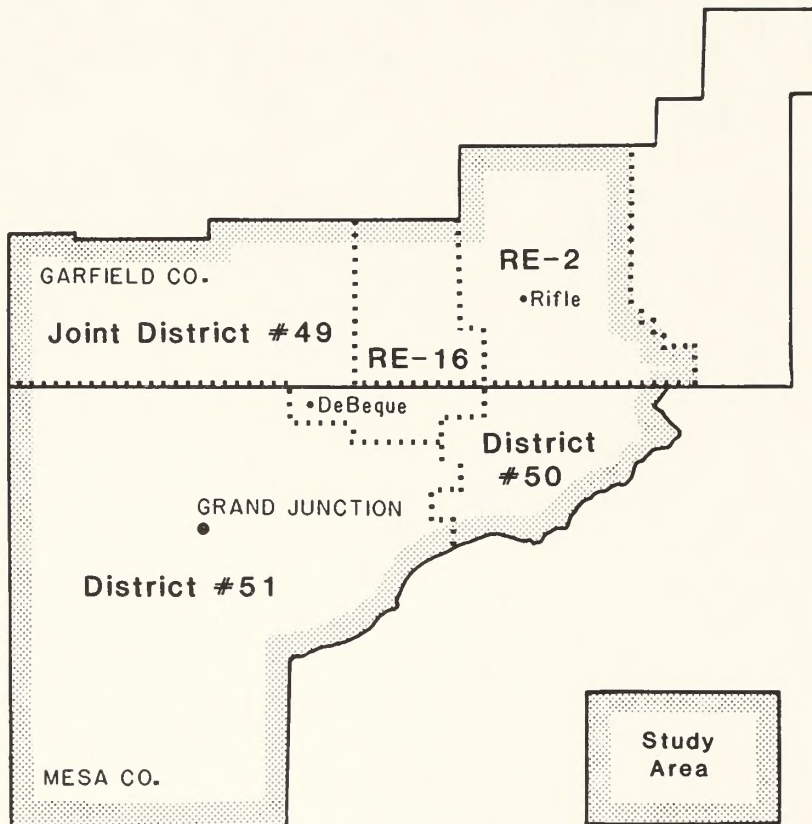 GARFIELD CO.
RE-2
•Rifle
Joint District #49
RE-16
•DeBeque
District
#50
GRAND JUNCTION
District #51
MESA CO.
Study
Area